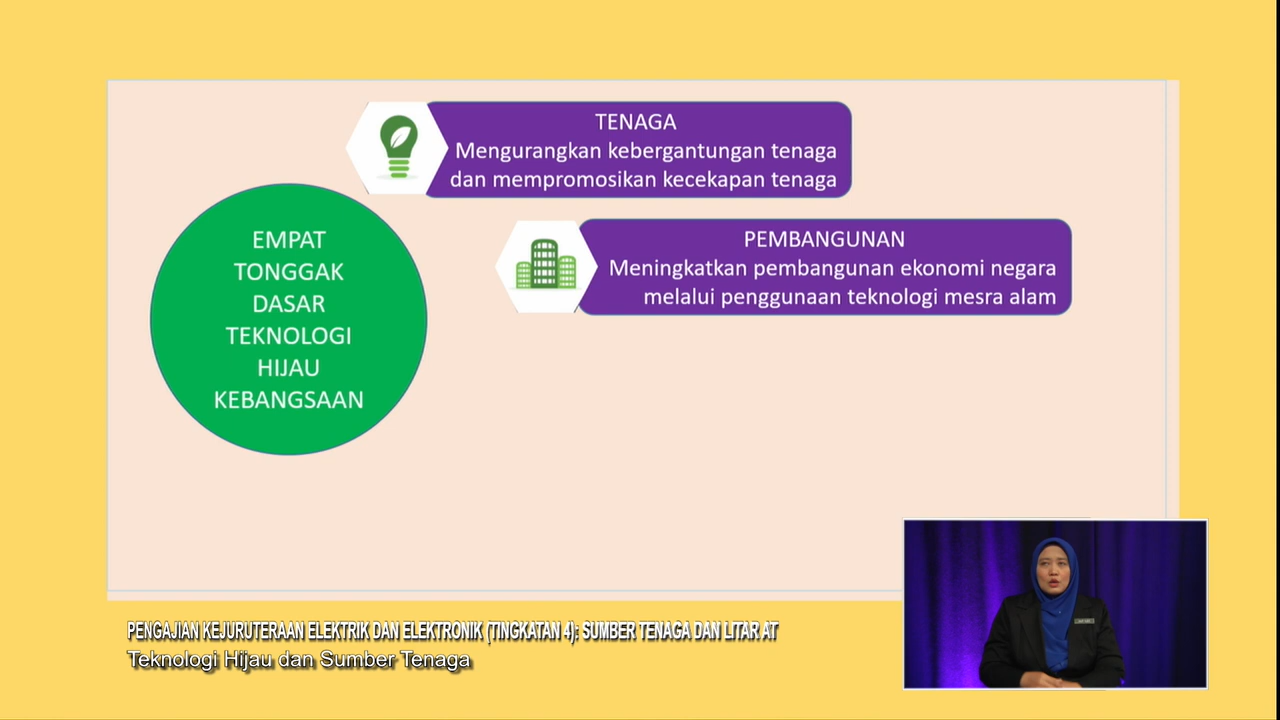 TENAGA
Mengurangkan kebergantungan tenaga
dan mempromosikan kecekapan tenaga
PEMBANGUNAN
Meningkatkan pembangunan ekonomi negara
melalui penggunaan teknologi mesra alam
EMPAT
TONGGAK
DASAR
TEKNOLOGI
HIJAU
KEBANGSAAN
PENGAJIAN KEJURUTERAAN ELEKTRIK DAN ELEKTRONIK (TINGKATAN 4): SUMBER TENAGA DAN LITAR AT
Teknologi Hijau dan Sumber Tenaga